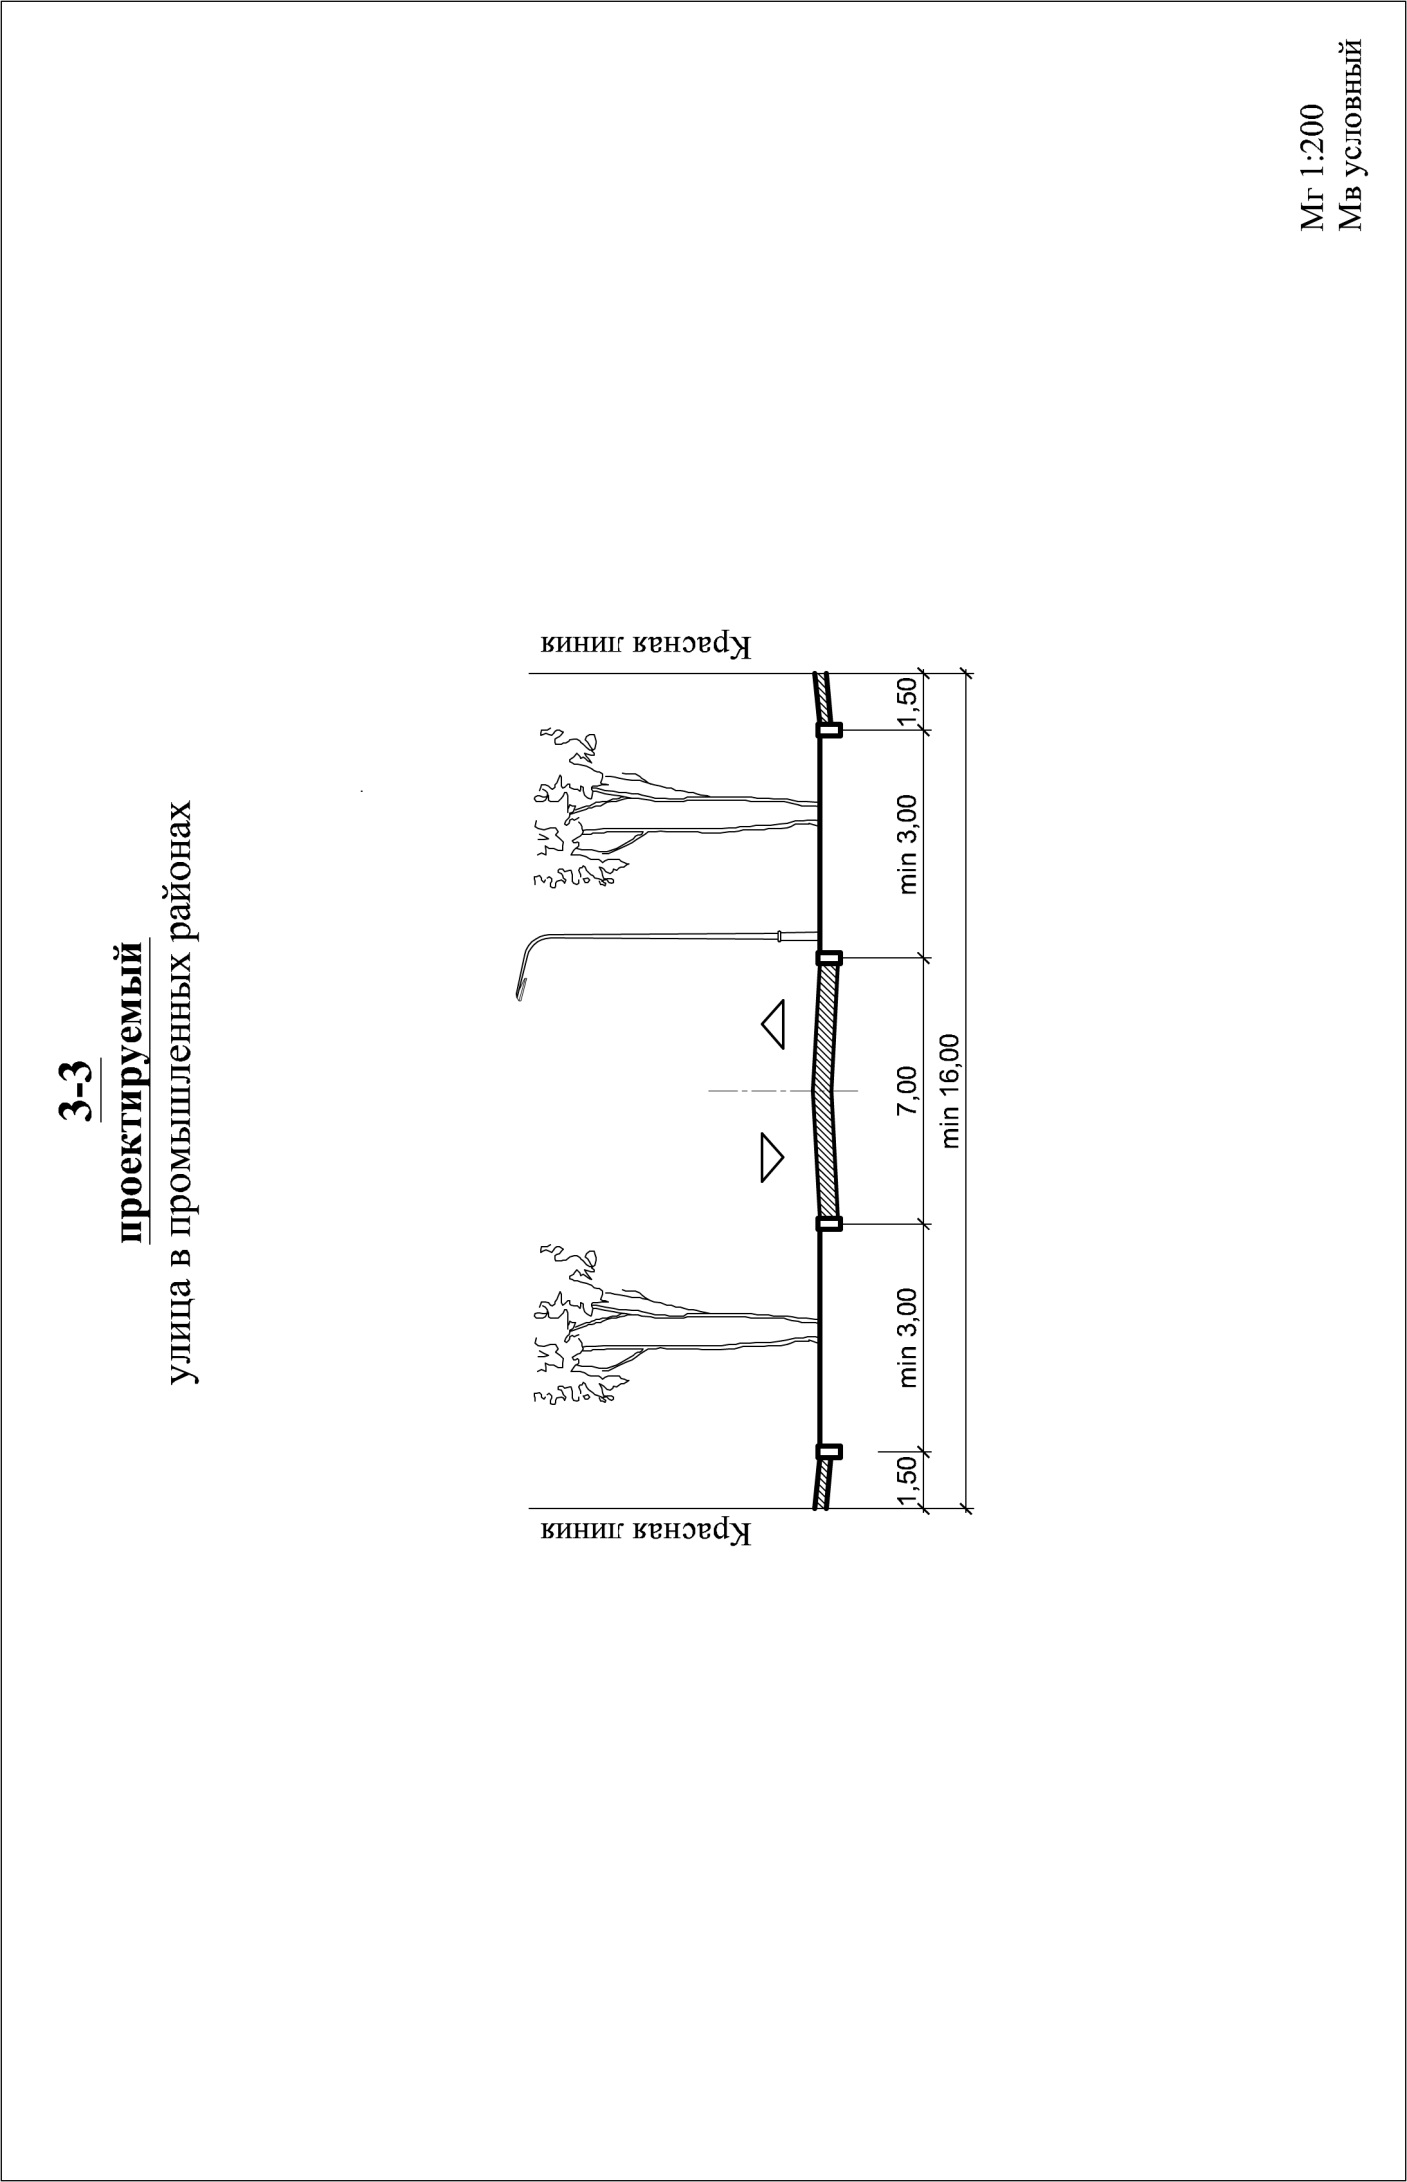 3-3
проектируемый
улица в промышленных районах
Красная линия
Красная линия
1,50
min 3,00
7,00
min 3,00
1,50
min 16,00
Мг 1:200
Мв условный